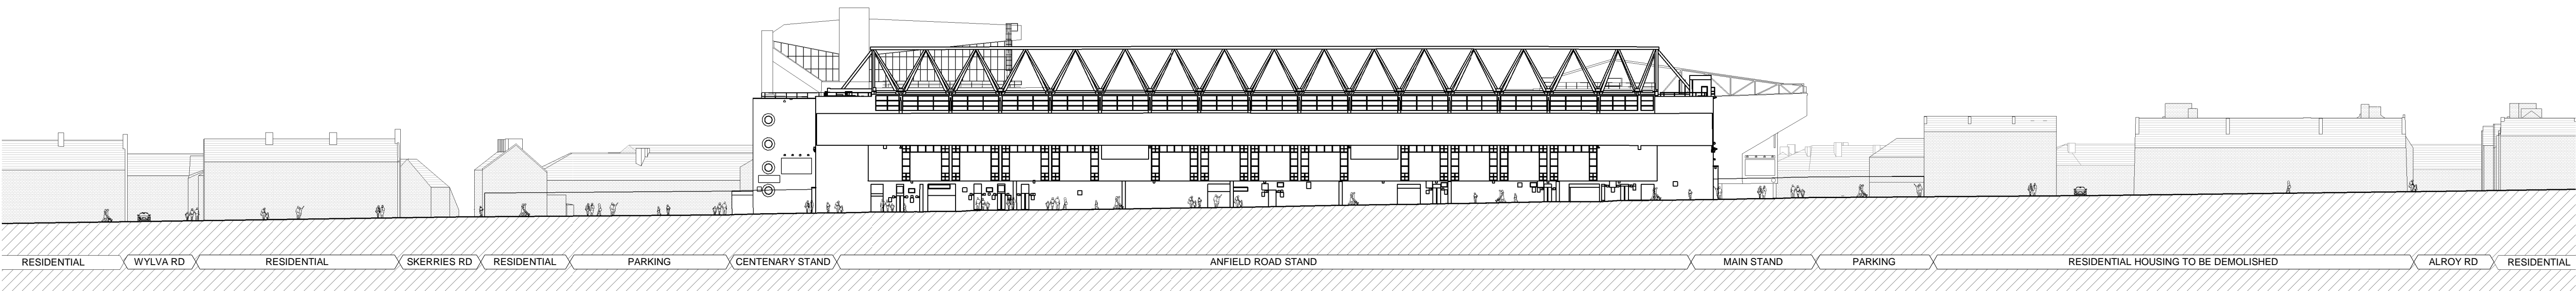 RESIDENTIAL WYLVA RD RESIDENTIAL SKERRIES RD RESIDENTIAL PARKING CENTENARY STAND ANFIELD ROAD STAND MAIN STAND PARKING RESIDENTIAL HOUSING TO BE DEMOLISHED ALROY RD RESIDENTIAL